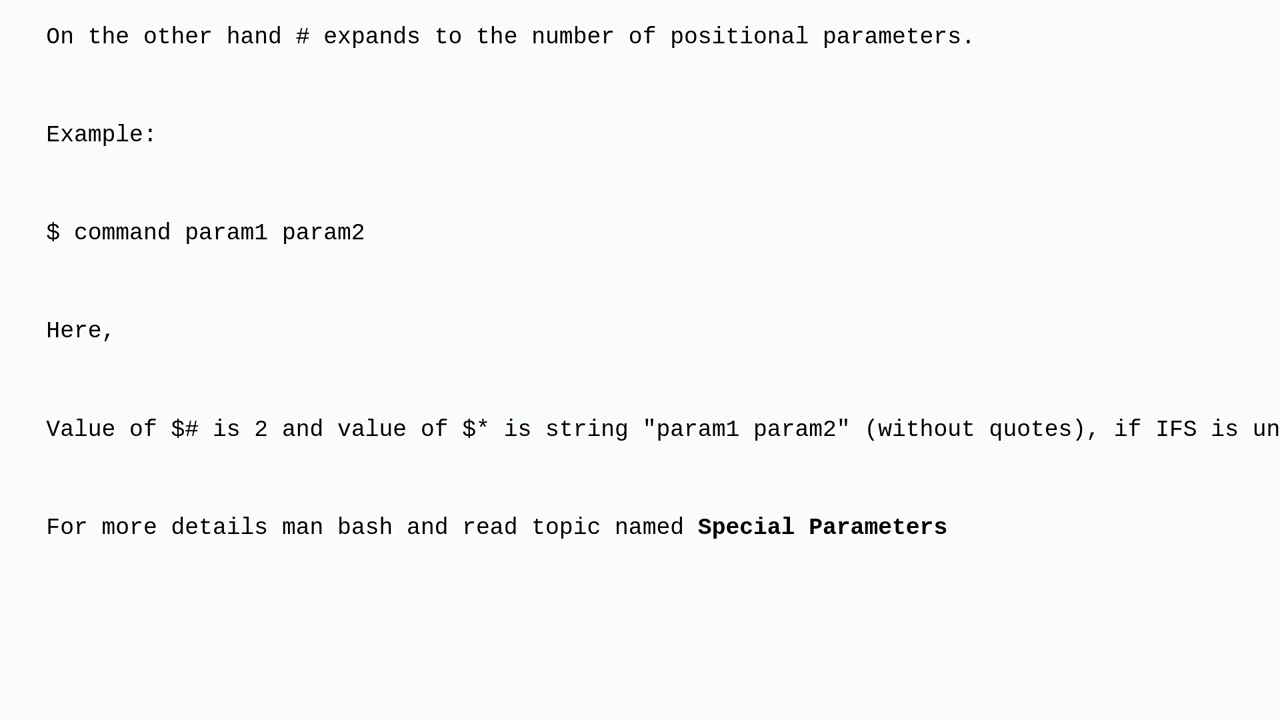 On the other hand # expands to the number of positional parameters.
Example:
$ command param1 param2
Here,
Value of $# is 2 and value of $* is string "param1 param2" (without quotes), if IFS is un
For more details man bash and read topic named Special Parameters